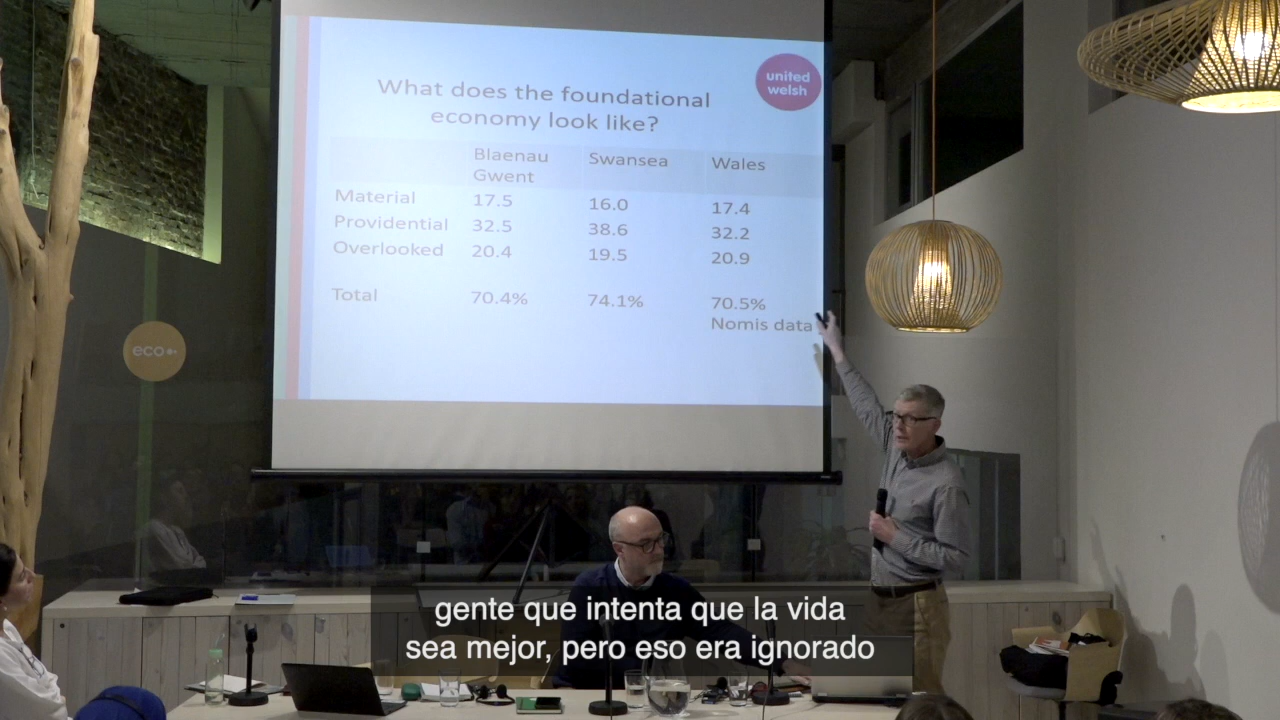 united
welsh
What does the foundational
economy look like?
Blaenau Gwent Swansea Wales
Material 17.5 16.0 17.4
Providential 32.5 38.6 32.2
Overlooked 20.4 19.5 20.9
Total 70.4% 74.1% 70.5%
Nomis data
eco
gente que intenta que la vida
sea mejor, pero eso era ignorado